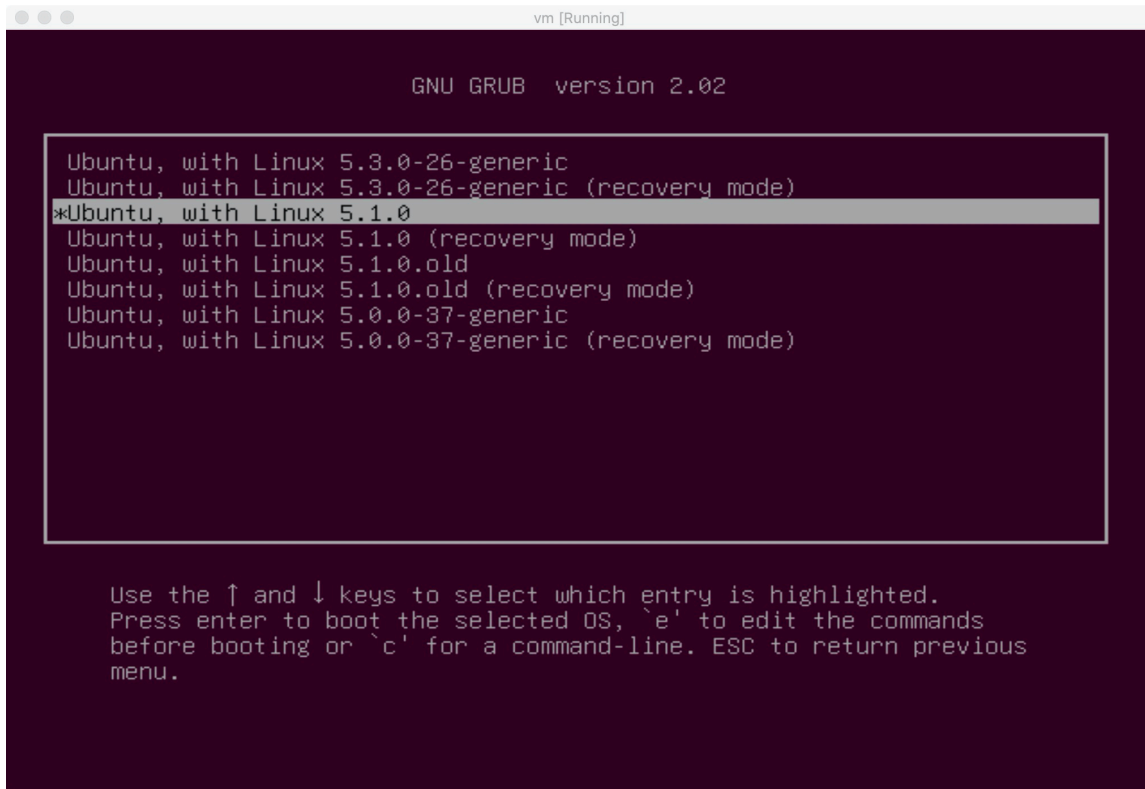 vm [Running]
GNU GRUB  version 2.02
Ubuntu, with Linux 5.3.0-26-generic
Ubuntu, with Linux 5.3.0-26-generic (recovery mode)
*Ubuntu, with Linux 5.1.0
Ubuntu, with Linux 5.1.0 (recovery mode)
Ubuntu, with Linux 5.1.0.old
Ubuntu, with Linux 5.1.0.old (recovery mode)
Ubuntu, with Linux 5.0.0-37-generic
Ubuntu, with Linux 5.0.0-37-generic (recovery mode)
Use the ↑ and ↓ keys to select which entry is highlighted.
Press enter to boot the selected OS, `e' to edit the commands
before booting or `c' for a command-line. ESC to return previous
menu.